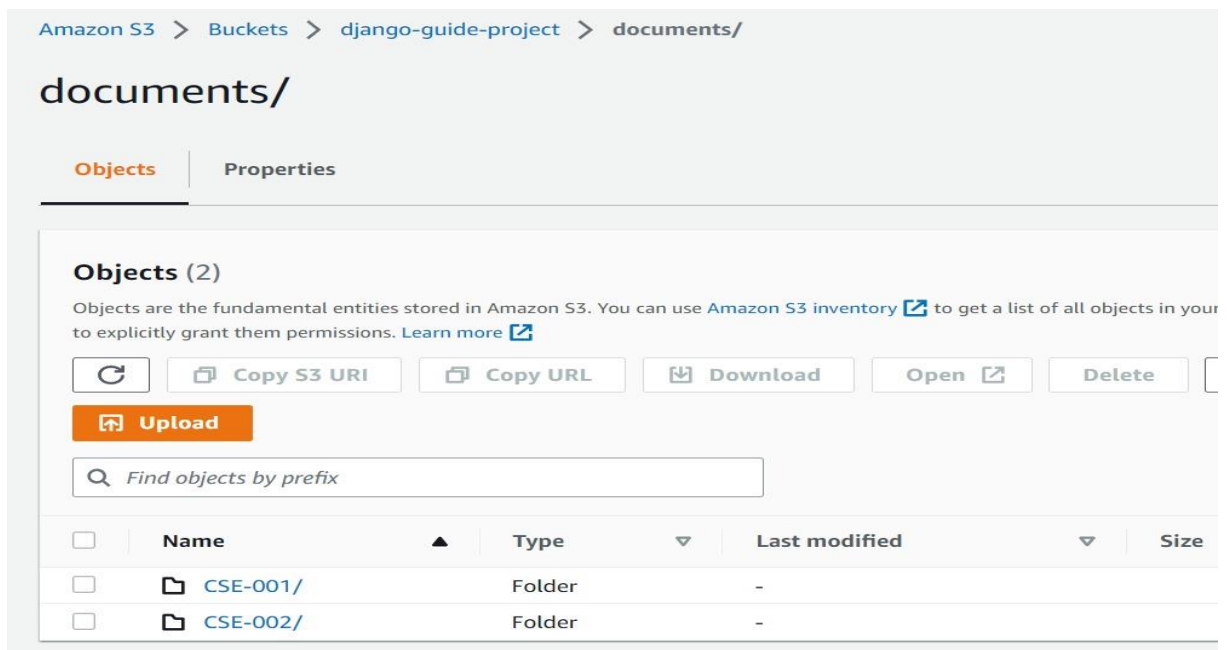 Amazon S3 > Buckets > django-guide-project > documents/
documents/
Objects Properties
Objects (2)
Objects are the fundamental entities stored in Amazon S3. You can use Amazon S3 inventory to get a list of all objects in your
to explicitly grant them permissions. Learn more
Copy S3 URI Copy URL Download Open Delete
Upload
Find objects by prefix
Name Type Last modified Size
CSE-001/ Folder -
CSE-002/ Folder -